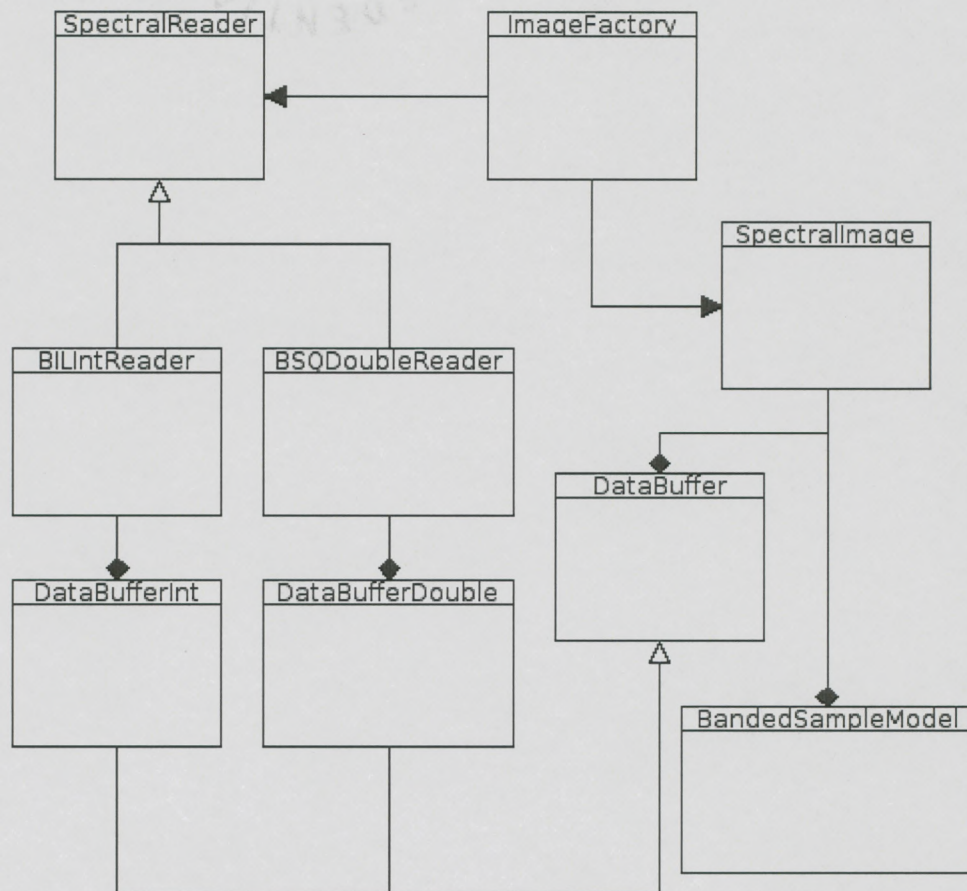 SpectralReader
ImageFactory
SpectralImage
BILIntReader
BSQDoubleReader
DataBuffer
DataBufferInt
DataBufferDouble
BandedSampleModel